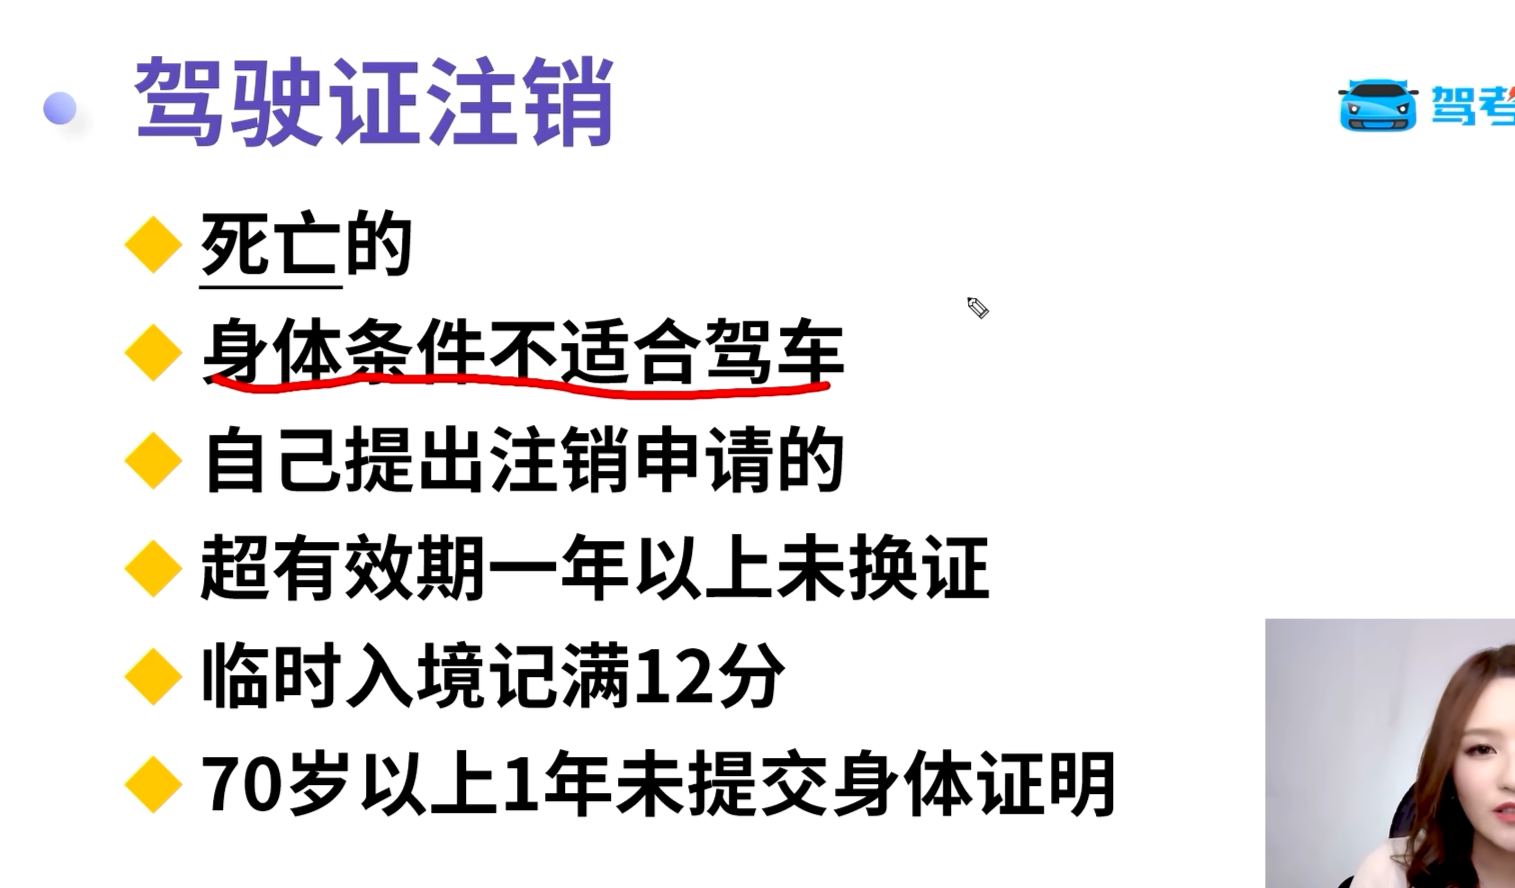 驾驶证注销
驾考
死亡的
身体条件不适合驾车
自己提出注销申请的
超有效期一年以上未换证
临时入境记满12分
70岁以上1年未提交身体证明